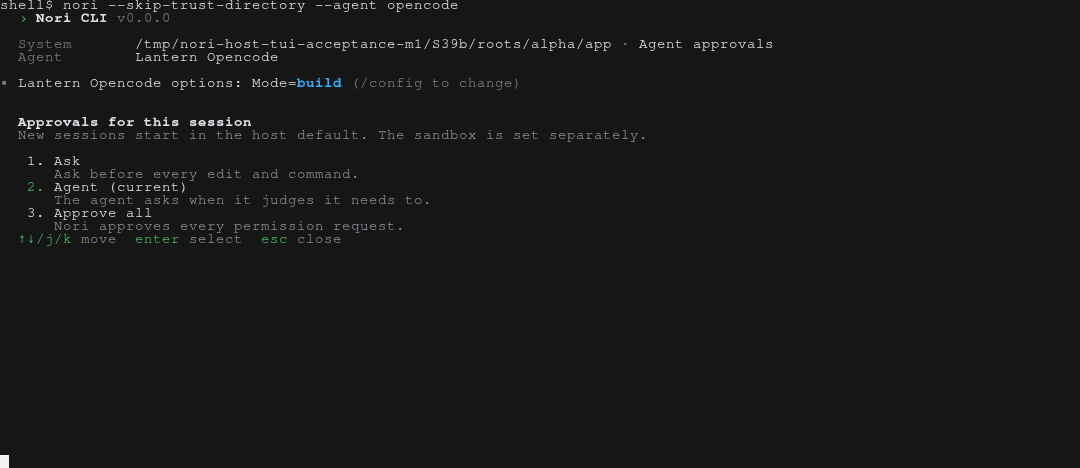 shell$ nori --skip-trust-directory --agent opencode
› Nori CLI v0.0.0
System /tmp/nori-host-tui-acceptance-m1/S39b/roots/alpha/app · Agent approvals
Agent Lantern Opencode
• Lantern Opencode options: Mode=build (/config to change)
Approvals for this session
New sessions start in the host default. The sandbox is set separately.
1. Ask
Ask before every edit and command.
2. Agent (current)
The agent asks when it judges it needs to.
3. Approve all
Nori approves every permission request.
↑↓/j/k move enter select esc close